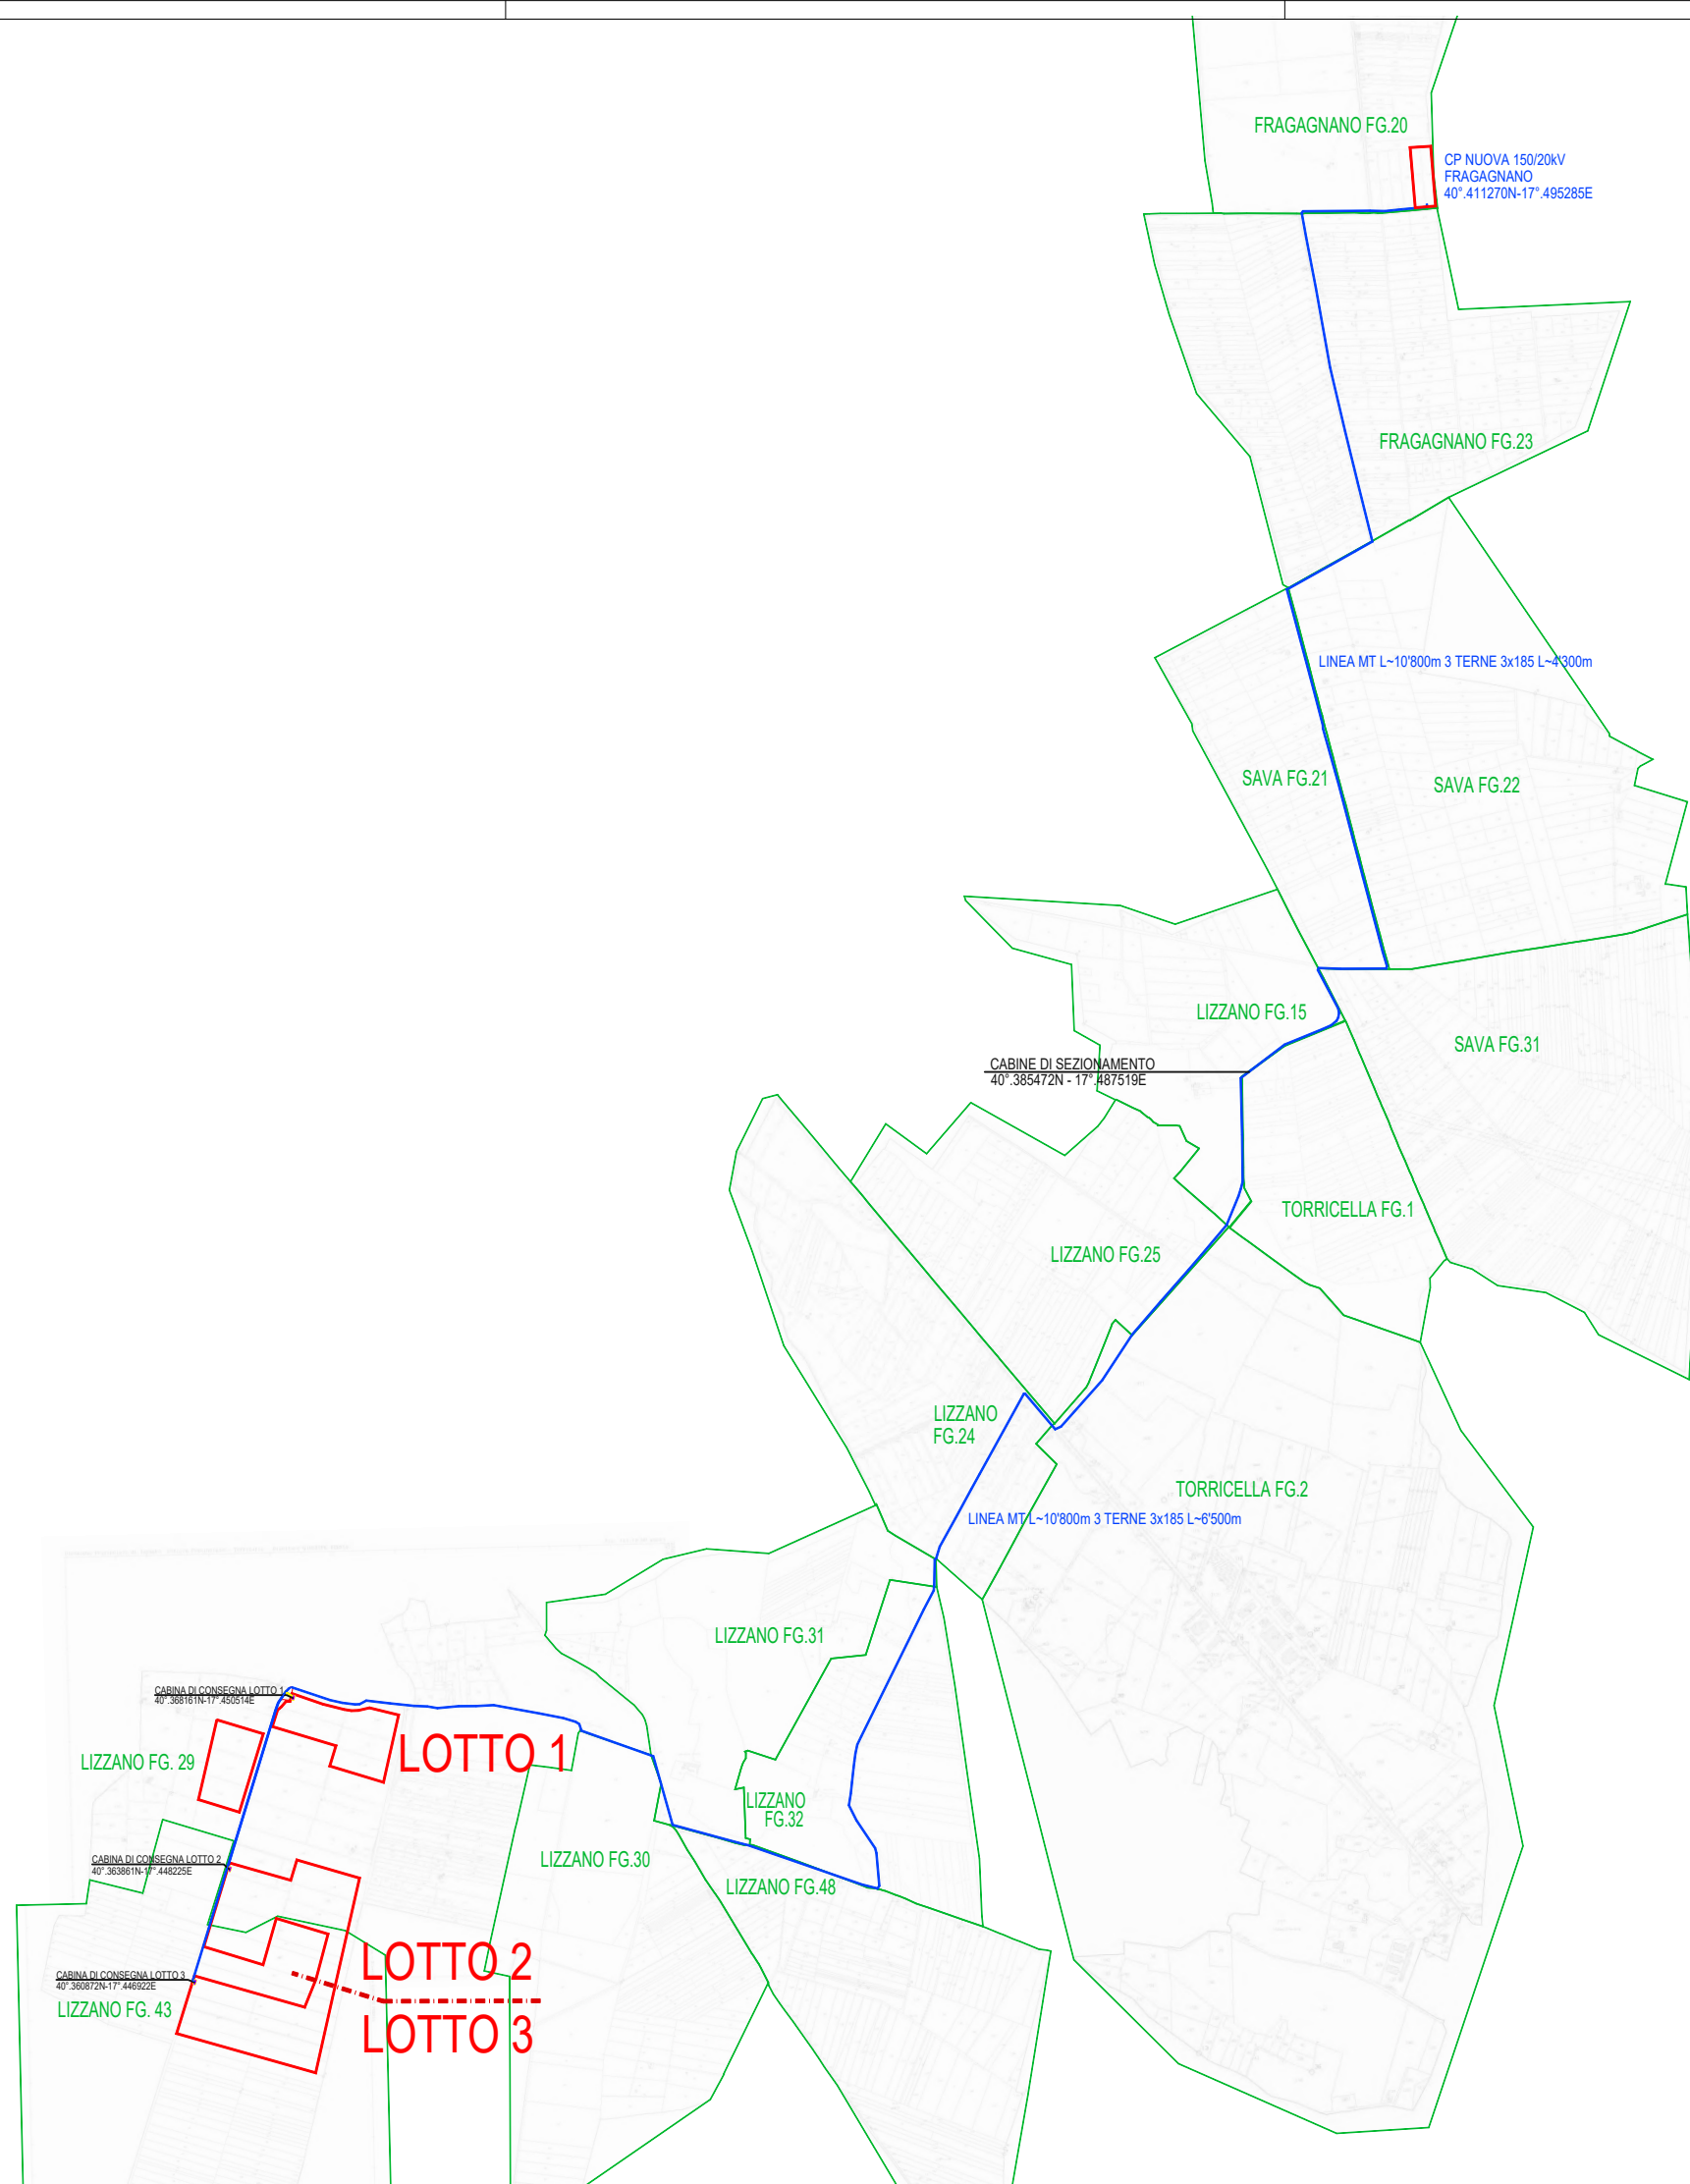 FRAGAGNANO FG.20
CP NUOVA 150/20kV
FRAGAGNANO
40°.411270N-17°.495285E
FRAGAGNANO FG.23
LINEA MT L~10'800m 3 TERNE 3x185 L~4'300m
SAVA FG.21
SAVA FG.22
LIZZANO FG.15
SAVA FG.31
CABINE DI SEZIONAMENTO
40°.385472N - 17°.487519E
TORRICELLA FG.1
LIZZANO FG.25
LIZZANO
FG.24
TORRICELLA FG.2
LINEA MT L~10'800m 3 TERNE 3x185 L~6'500m
LIZZANO FG.31
CABINA DI CONSEGNA LOTTO 1
40°.368161N-17°.450514E
LOTTO 1
LIZZANO FG. 29
LIZZANO
FG.32
CABINA DI CONSEGNA LOTTO 2
40°.363861N-17°.448225E
LIZZANO FG.30
LIZZANO FG.48
LOTTO 2
CABINA DI CONSEGNA LOTTO 3
40°.360872N-17°.446922E
LIZZANO FG. 43
LOTTO 3